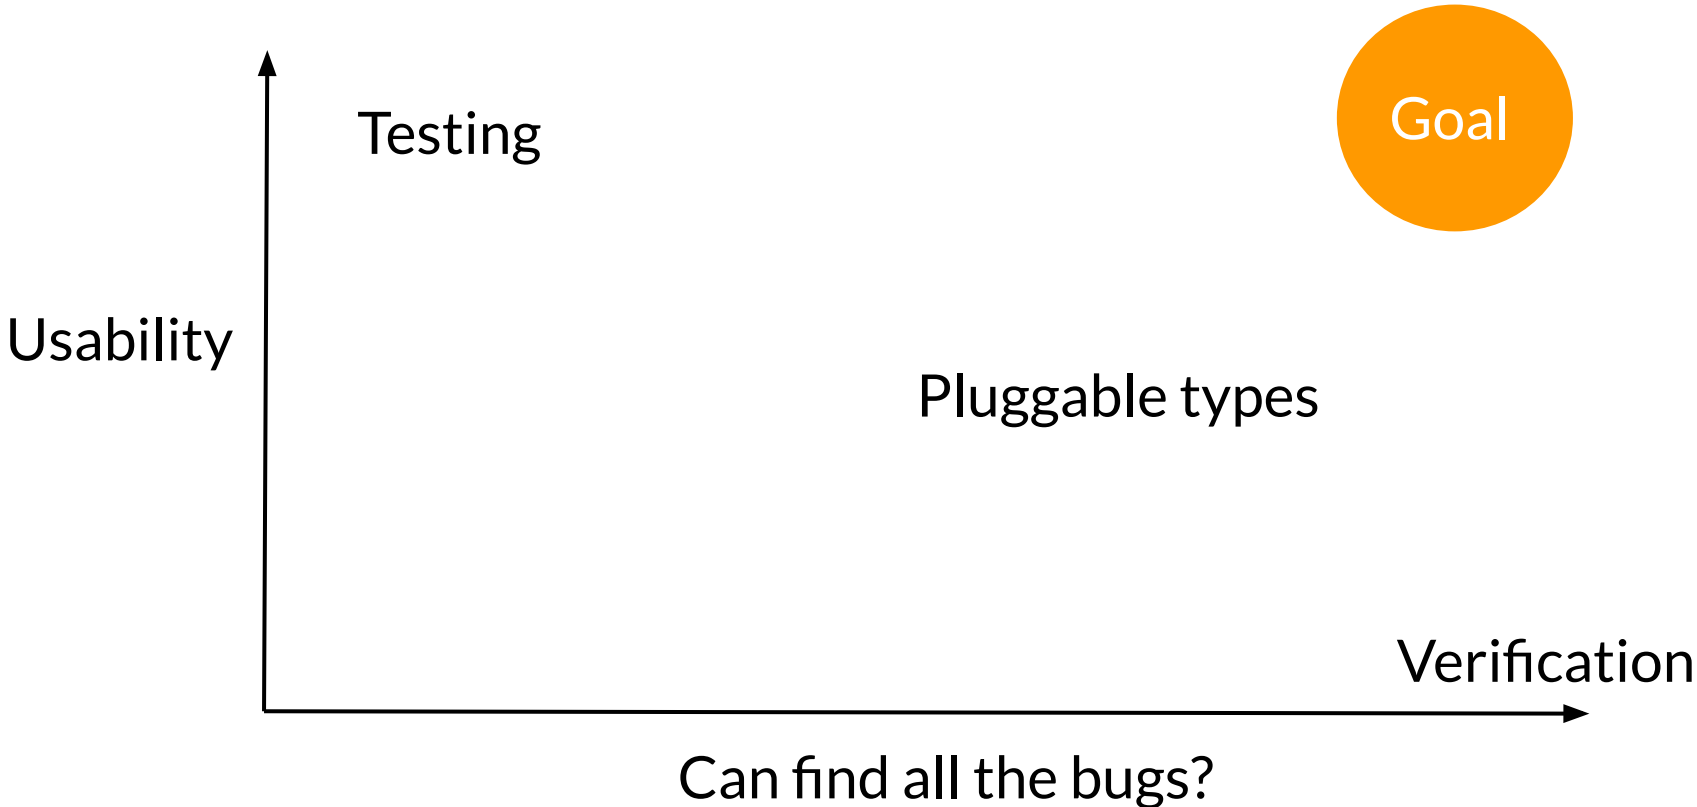 Testing
Goal
Usability
Pluggable types
Verification
Can find all the bugs?